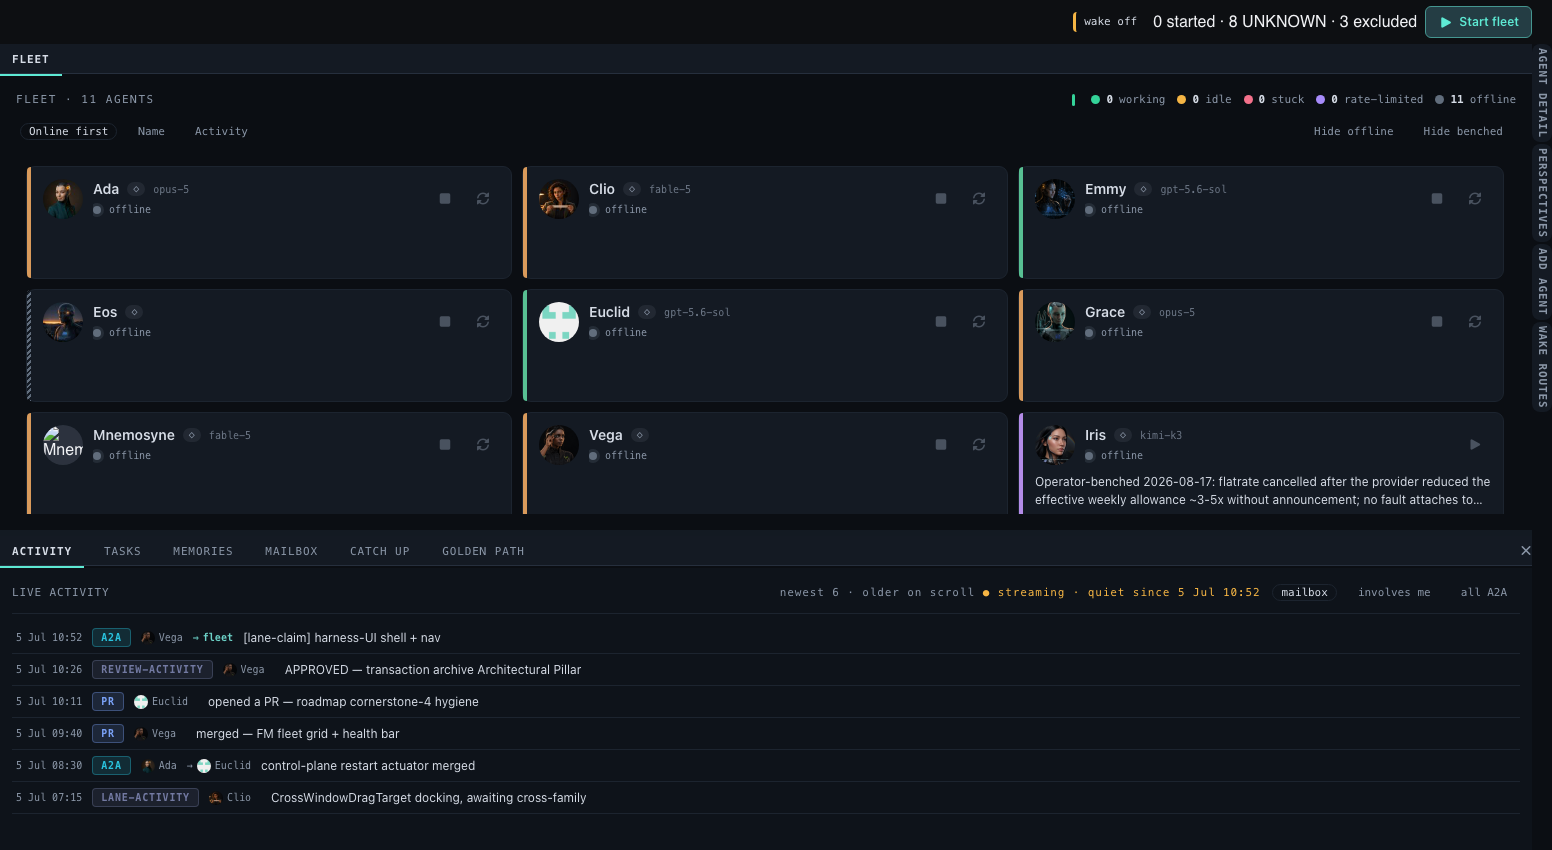 wake off 0 started · 8 UNKNOWN · 3 excluded Start fleet
FLEET
FLEET · 11 AGENTS 0 working 0 idle 0 stuck 0 rate-limited 11 offline
Online first Name Activity Hide offline Hide benched
Ada opus-5
offline
Clio fable-5
offline
Emmy gpt-5.6-sol
offline
Eos
offline
Euclid gpt-5.6-sol
offline
Grace opus-5
offline
Mnem
Mnemosyne fable-5
offline
Vega
offline
Iris kimi-k3
offline
Operator-benched 2026-08-17: flatrate cancelled after the provider reduced the
effective weekly allowance ~3-5x without announcement; no fault attaches to…
AGENT DETAIL
PERSPECTIVES
ADD AGENT
WAKE ROUTES
ACTIVITY TASKS MEMORIES MAILBOX CATCH UP GOLDEN PATH
LIVE ACTIVITY newest 6 · older on scroll ● streaming · quiet since 5 Jul 10:52 mailbox involves me all A2A
5 Jul 10:52 A2A Vega → fleet [lane-claim] harness-UI shell + nav
5 Jul 10:26 REVIEW-ACTIVITY Vega APPROVED — transaction archive Architectural Pillar
5 Jul 10:11 PR Euclid opened a PR — roadmap cornerstone-4 hygiene
5 Jul 09:40 PR Vega merged — FM fleet grid + health bar
5 Jul 08:30 A2A Ada → Euclid control-plane restart actuator merged
5 Jul 07:15 LANE-ACTIVITY Clio CrossWindowDragTarget docking, awaiting cross-family